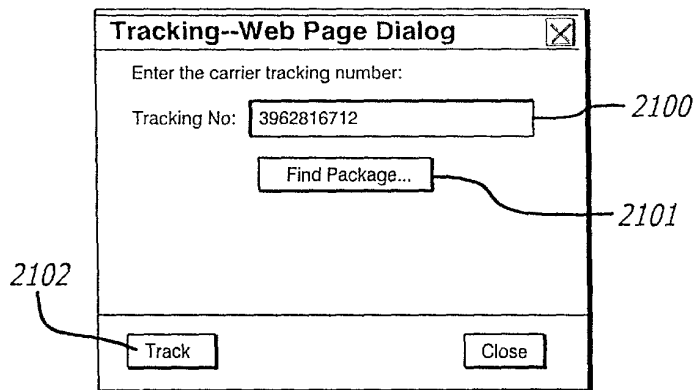 Tracking--Web Page Dialog
Enter the carrier tracking number:
Tracking No: 3962816712
2100
Find Package...
2101
2102
Track Close